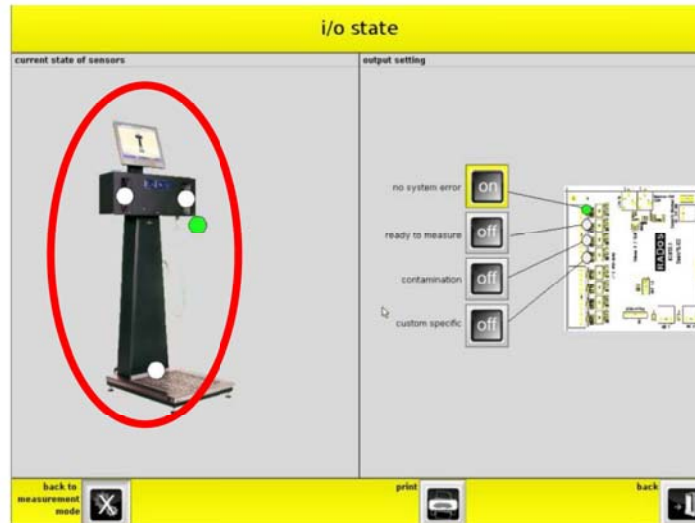 i/o state
current state of sensors
output setting
no system error
on
ready to measure
off
contamination
off
custom specific
off
RADOS
back to
measurement
mode
print
back